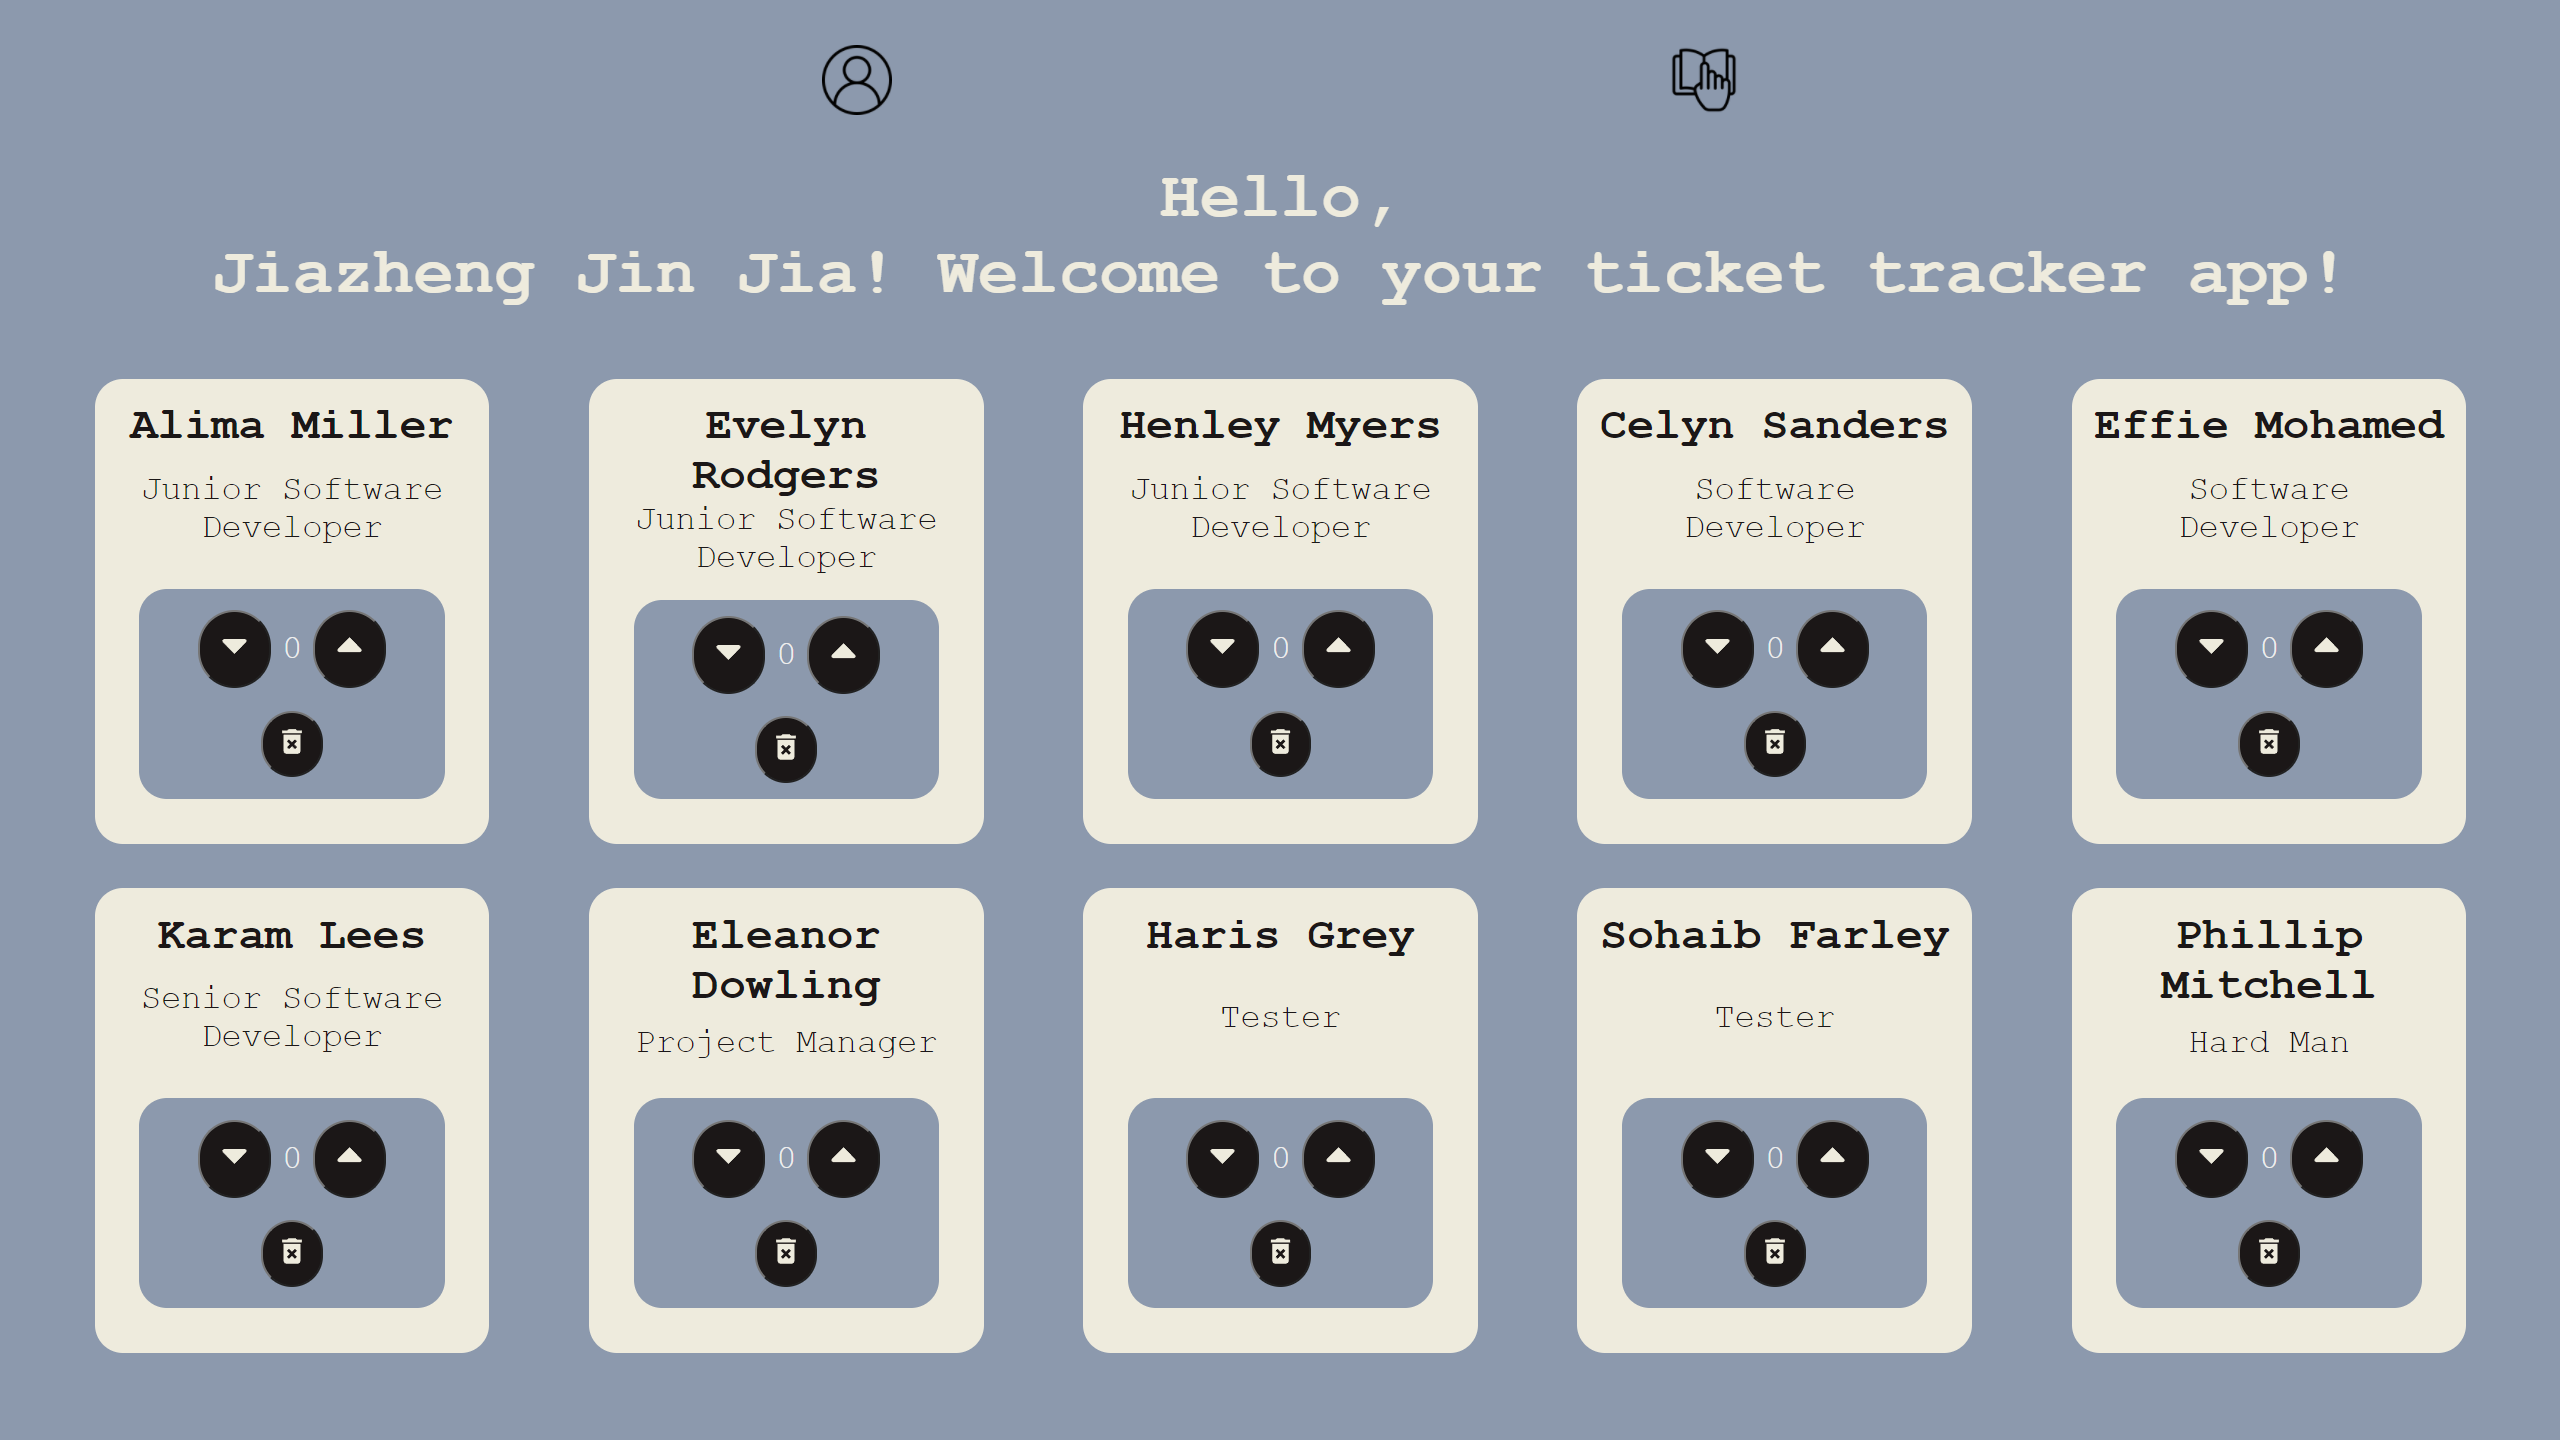 Hello,
Jiazheng Jin Jia! Welcome to your ticket tracker app!
Alima Miller
Junior Software
Developer
0
Evelyn
Rodgers
Junior Software
Developer
0
Henley Myers
Junior Software
Developer
0
Celyn Sanders
Software
Developer
0
Effie Mohamed
Software
Developer
0
Karam Lees
Senior Software
Developer
0
Eleanor
Dowling
Project Manager
0
Haris Grey
Tester
0
Sohaib Farley
Tester
0
Phillip
Mitchell
Hard Man
0